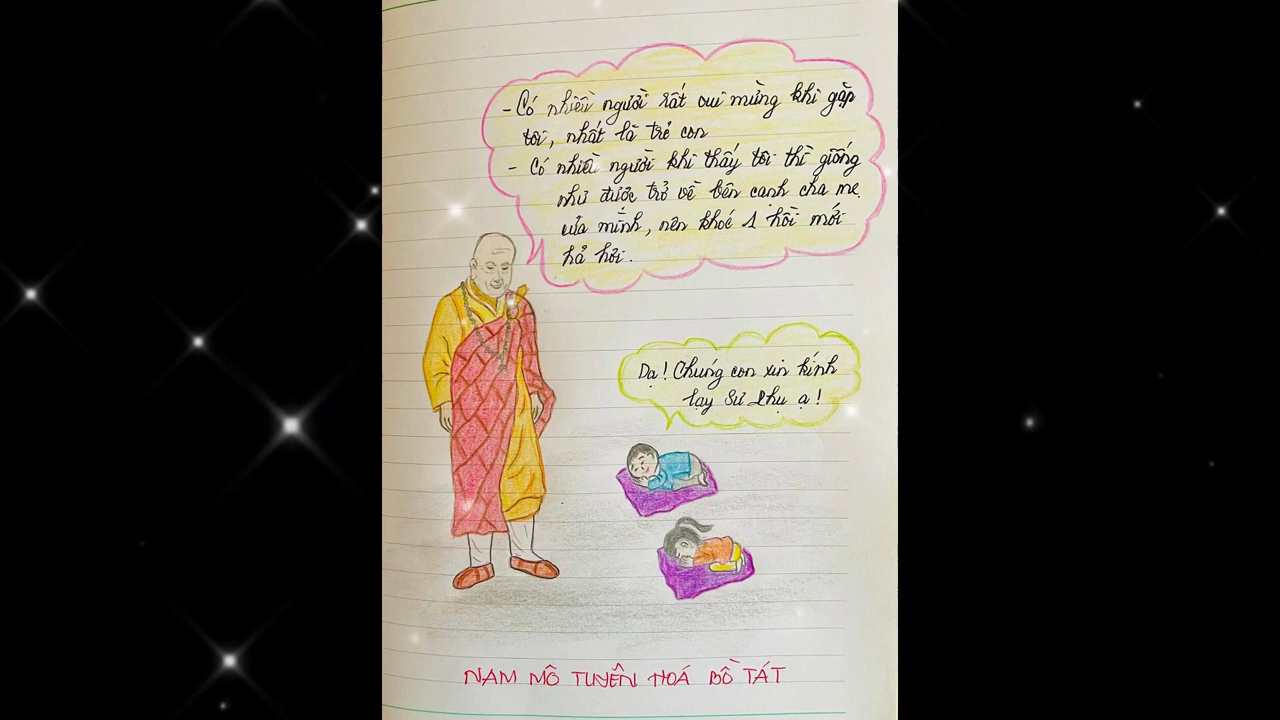 - Có nhiều người rất vui mừng khi gặp
tôi, nhất là trẻ con
- Có nhiều người khi thấy tôi thì giống
như được trở về bên cạnh cha mẹ
của mình, nên khóc 1 hồi mới
hả hởi.
Dạ! Chúng con xin kính
lạy Sư Phụ ạ!
NAM MÔ TUYÊN HOÁ BỒ TÁT